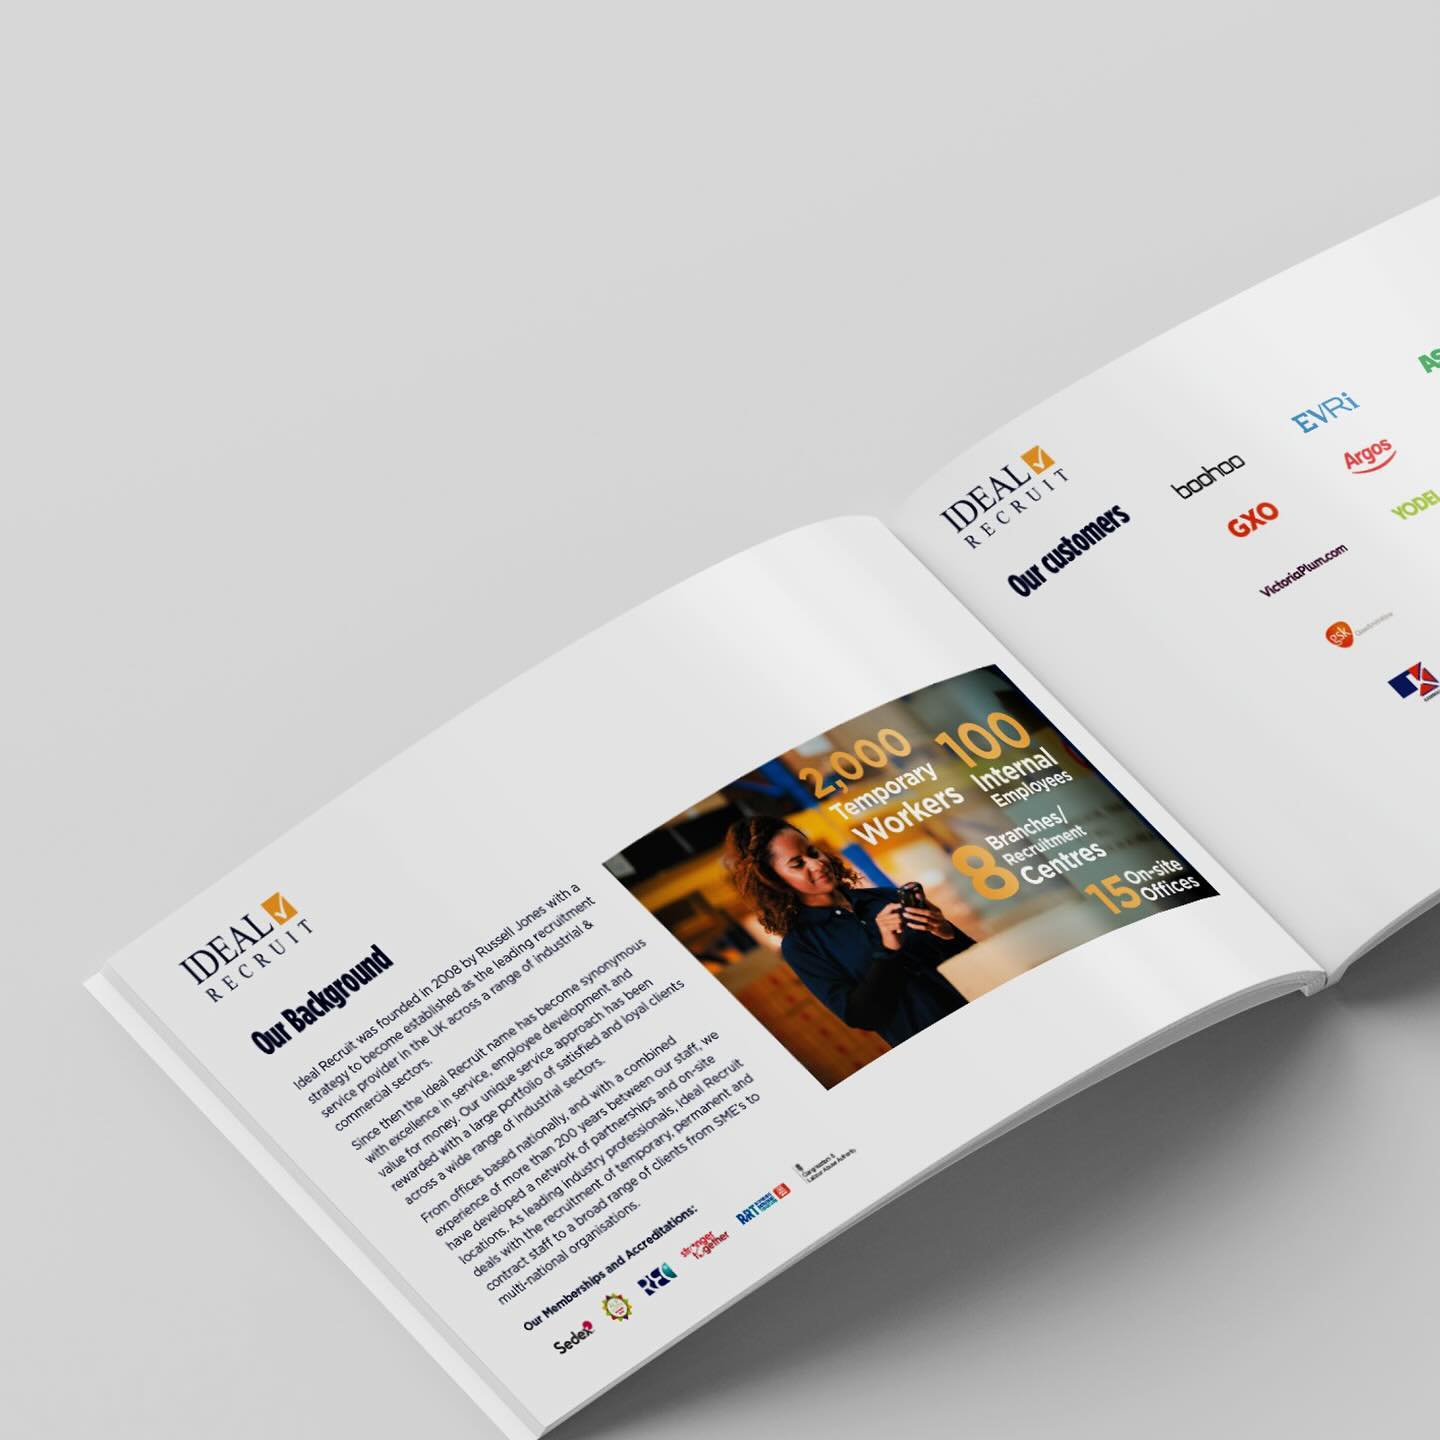 IDEAL
RECRUIT
Our Background
Ideal Recruit was founded in 2008 by Russell Jones with a
strategy to become established as the leading recruitment
service provider in the UK across a range of industrial &
commercial sectors.
Since then the Ideal Recruit name has become synonymous
with excellence in service, employee development and
value for money. Our unique service approach has been
rewarded with a large portfolio of satisfied and loyal clients
across a wide range of industrial sectors.
From offices based nationally, and with a combined
experience of more than 200 years between our staff, we
have developed a network of partnerships and on-site
locations. As leading industry professionals, Ideal Recruit
deals with the recruitment of temporary, permanent and
contract staff to a broad range of clients from SME's to
multi-national organisations.
Our Memberships and Accreditations:
Sedex
REC
stronger
together
RRT
Gangmasters &
Labour Abuse Authority
2,000
Temporary
Workers
100
Internal
Employees
8
Branches/
Recruitment
Centres
15
On-site
Offices
IDEAL
RECRUIT
Our customers
boohoo
EVRi
AS
GXO
Argos
VictoriaPlum.com
YODEL
gsk
GlaxoSmithKline